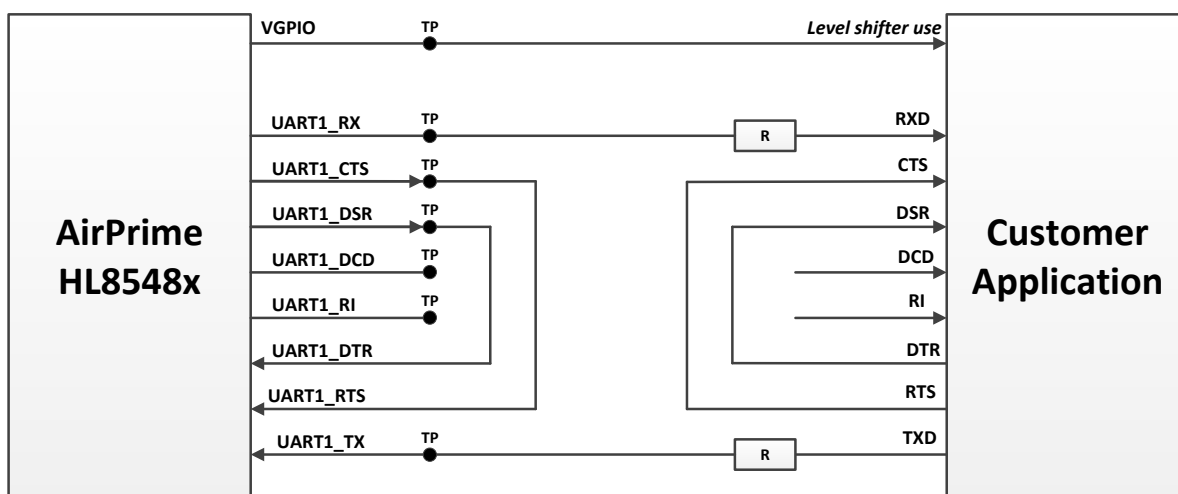 VGPIO TP Level shifter use
UART1_RX TP R RXD
UART1_CTS TP CTS
UART1_DSR TP DSR
AirPrime
HL8548x
Customer
Application
UART1_DCD TP DCD
UART1_RI TP RI
UART1_DTR DTR
UART1_RTS RTS
UART1_TX TP R TXD